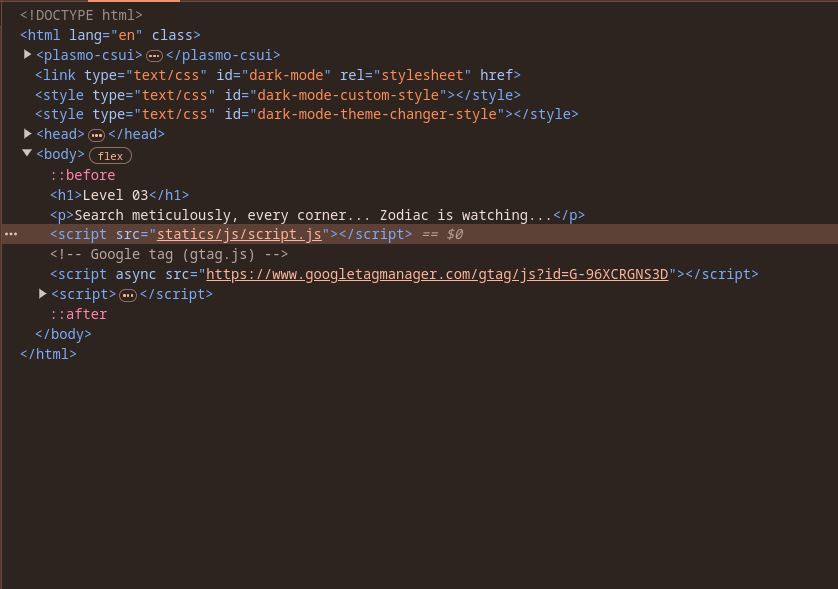 <!DOCTYPE html>
<html lang="en" class>
<plasmo-csui> ••• </plasmo-csui>
<link type="text/css" id="dark-mode" rel="stylesheet" href>
<style type="text/css" id="dark-mode-custom-style"></style>
<style type="text/css" id="dark-mode-theme-changer-style"></style>
<head> ••• </head>
<body> flex
::before
<h1>Level 03</h1>
<p>Search meticulously, every corner... Zodiac is watching...</p>
••• <script src="statics/js/script.js"></script> == $0
<!-- Google tag (gtag.js) -->
<script async src="https://www.googletagmanager.com/gtag/js?id=G-96XCRGNS3D"></script>
<script> ••• </script>
::after
</body>
</html>